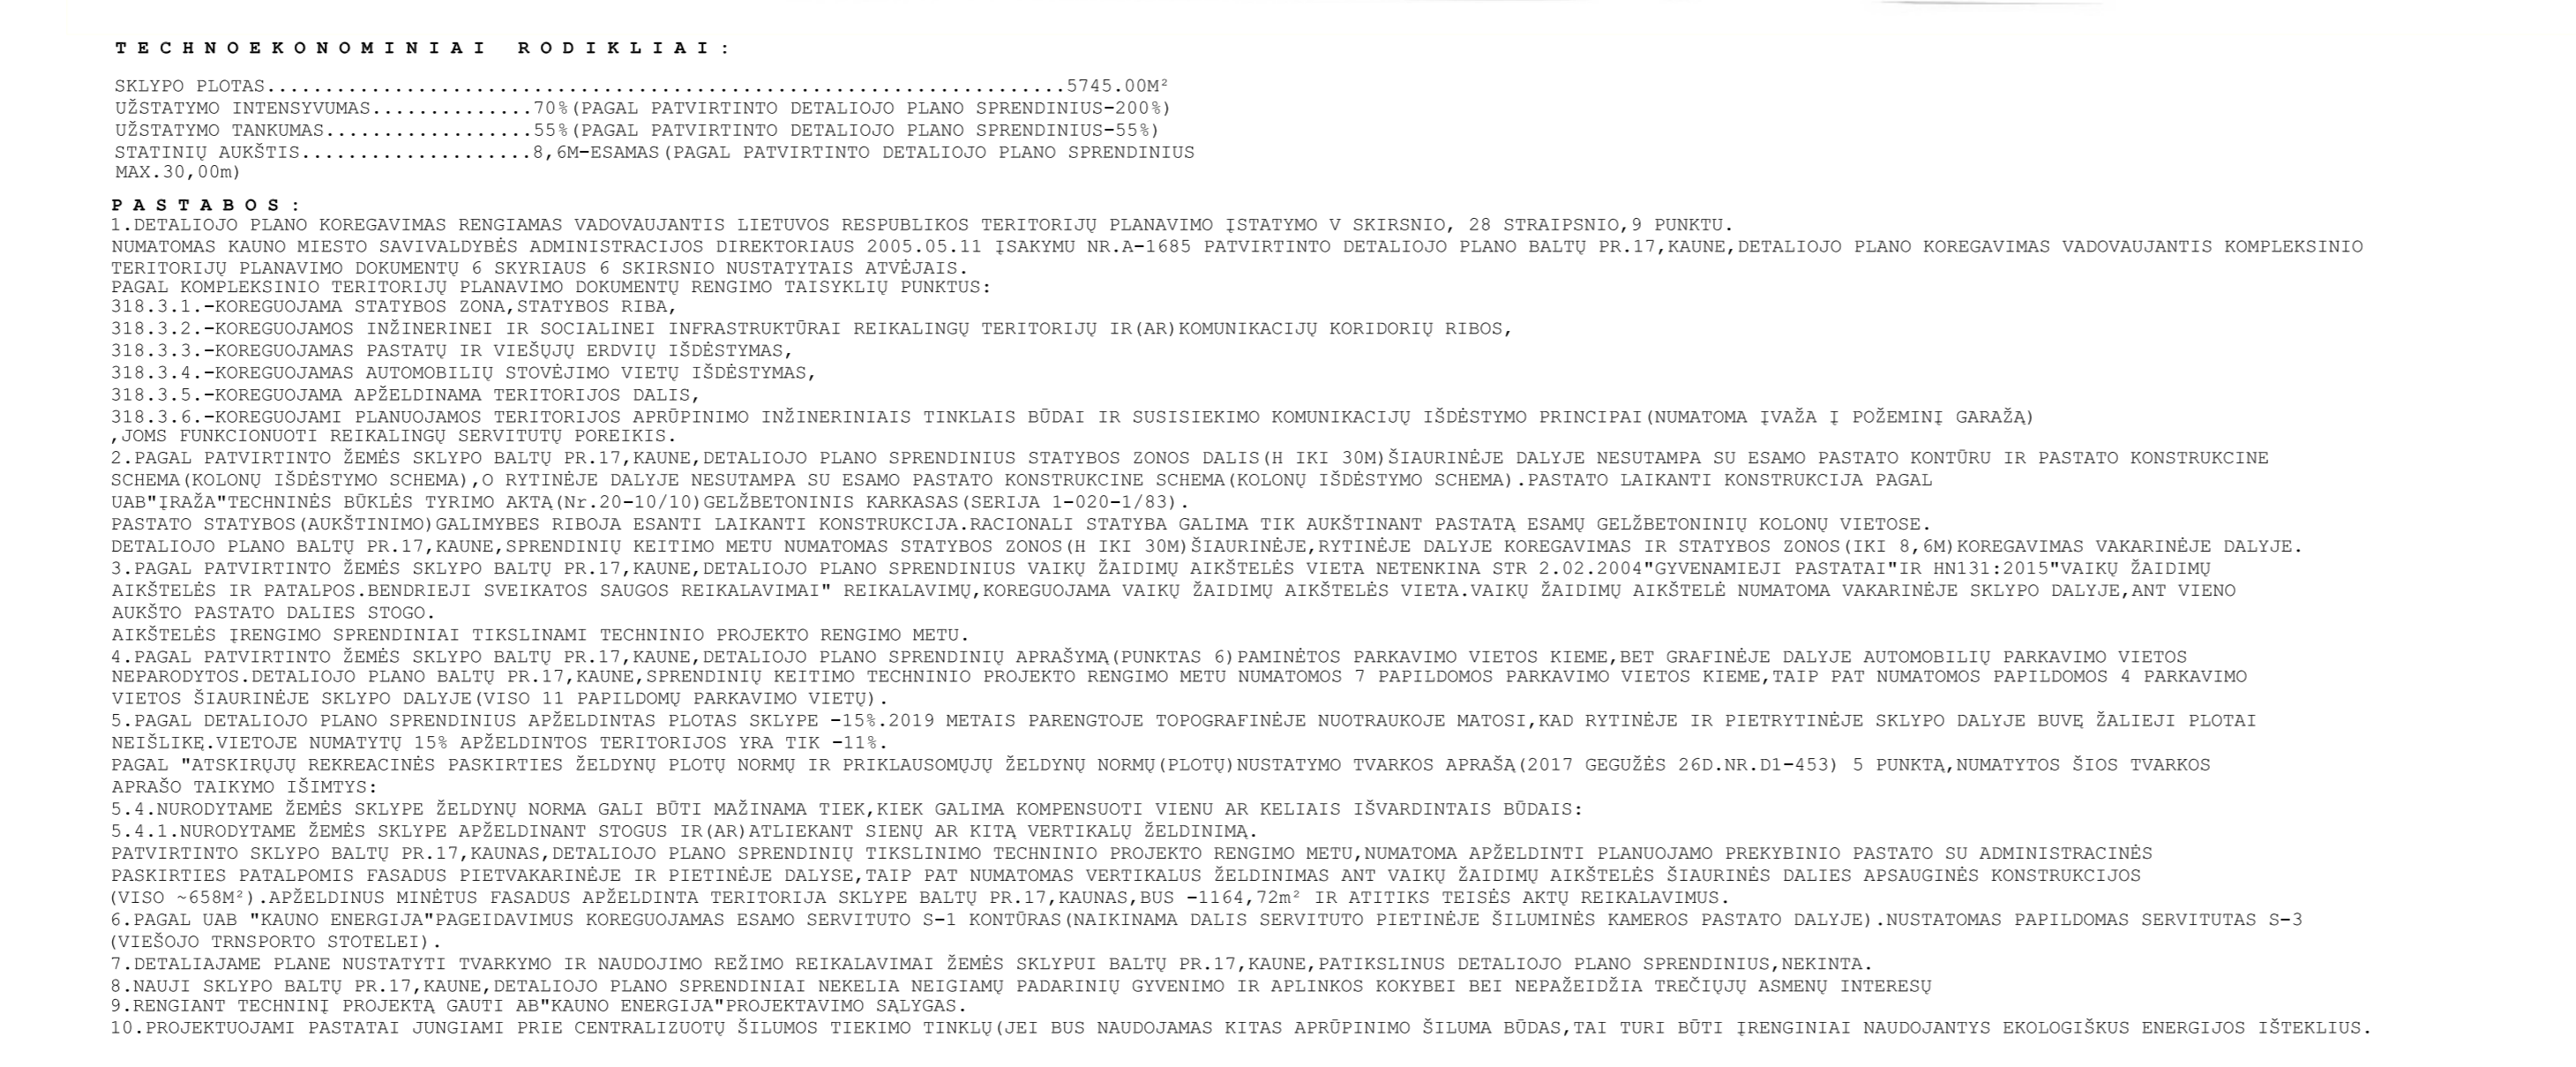 TECHNOEKONOMINIAI RODIKLIAI:
SKLYPO PLOTAS.....................................................................5745.00M²
UŽSTATYMO INTENSYVUMAS..............70%(PAGAL PATVIRTINTO DETALIOJO PLANO SPRENDINIUS-200%)
UŽSTATYMO TANKUMAS..................55%(PAGAL PATVIRTINTO DETALIOJO PLANO SPRENDINIUS-55%)
STATINIŲ AUKŠTIS....................8,6M-ESAMAS(PAGAL PATVIRTINTO DETALIOJO PLANO SPRENDINIUS
MAX.30,00m)
PASTABOS:
1.DETALIOJO PLANO KOREGAVIMAS RENGIAMAS VADOVAUJANTIS LIETUVOS RESPUBLIKOS TERITORIJŲ PLANAVIMO ĮSTATYMO V SKIRSNIO, 28 STRAIPSNIO,9 PUNKTU.
NUMATOMAS KAUNO MIESTO SAVIVALDYBĖS ADMINISTRACIJOS DIREKTORIAUS 2005.05.11 ĮSAKYMU NR.A-1685 PATVIRTINTO DETALIOJO PLANO BALTŲ PR.17,KAUNE,DETALIOJO PLANO KOREGAVIMAS VADOVAUJANTIS KOMPLEKSINIO
TERITORIJŲ PLANAVIMO DOKUMENTŲ 6 SKYRIAUS 6 SKIRSNIO NUSTATYTAIS ATVĖJAIS.
PAGAL KOMPLEKSINIO TERITORIJŲ PLANAVIMO DOKUMENTŲ RENGIMO TAISYKLIŲ PUNKTUS:
318.3.1.-KOREGUOJAMA STATYBOS ZONA,STATYBOS RIBA,
318.3.2.-KOREGUOJAMOS INŽINERINEI IR SOCIALINEI INFRASTRUKTŪRAI REIKALINGŲ TERITORIJŲ IR(AR)KOMUNIKACIJŲ KORIDORIŲ RIBOS,
318.3.3.-KOREGUOJAMAS PASTATŲ IR VIEŠŲJŲ ERDVIŲ IŠDĖSTYMAS,
318.3.4.-KOREGUOJAMAS AUTOMOBILIŲ STOVĖJIMO VIETŲ IŠDĖSTYMAS,
318.3.5.-KOREGUOJAMA APŽELDINAMA TERITORIJOS DALIS,
318.3.6.-KOREGUOJAMI PLANUOJAMOS TERITORIJOS APRŪPINIMO INŽINERINIAIS TINKLAIS BŪDAI IR SUSISIEKIMO KOMUNIKACIJŲ IŠDĖSTYMO PRINCIPAI(NUMATOMA ĮVAŽA Į POŽEMINĮ GARAŽĄ)
,JOMS FUNKCIONUOTI REIKALINGŲ SERVITUTŲ POREIKIS.
2.PAGAL PATVIRTINTO ŽEMĖS SKLYPO BALTŲ PR.17,KAUNE,DETALIOJO PLANO SPRENDINIUS STATYBOS ZONOS DALIS(H IKI 30M)ŠIAURINĖJE DALYJE NESUTAMPA SU ESAMO PASTATO KONTŪRU IR PASTATO KONSTRUKCINE
SCHEMA(KOLONŲ IŠDĖSTYMO SCHEMA),O RYTINĖJE DALYJE NESUTAMPA SU ESAMO PASTATO KONSTRUKCINE SCHEMA(KOLONŲ IŠDĖSTYMO SCHEMA).PASTATO LAIKANTI KONSTRUKCIJA PAGAL
UAB"ĮRAŽA"TECHNINĖS BŪKLĖS TYRIMO AKTĄ(Nr.20-10/10)GELŽBETONINIS KARKASAS(SERIJA 1-020-1/83).
PASTATO STATYBOS(AUKŠTINIMO)GALIMYBES RIBOJA ESANTI LAIKANTI KONSTRUKCIJA.RACIONALI STATYBA GALIMA TIK AUKŠTINANT PASTATĄ ESAMŲ GELŽBETONINIŲ KOLONŲ VIETOSE.
DETALIOJO PLANO BALTŲ PR.17,KAUNE,SPRENDINIŲ KEITIMO METU NUMATOMAS STATYBOS ZONOS(H IKI 30M)ŠIAURINĖJE,RYTINĖJE DALYJE KOREGAVIMAS IR STATYBOS ZONOS(IKI 8,6M)KOREGAVIMAS VAKARINĖJE DALYJE.
3.PAGAL PATVIRTINTO ŽEMĖS SKLYPO BALTŲ PR.17,KAUNE,DETALIOJO PLANO SPRENDINIUS VAIKŲ ŽAIDIMŲ AIKŠTELĖS VIETA NETENKINA STR 2.02.2004"GYVENAMIEJI PASTATAI"IR HN131:2015"VAIKŲ ŽAIDIMŲ
AIKŠTELĖS IR PATALPOS.BENDRIEJI SVEIKATOS SAUGOS REIKALAVIMAI" REIKALAVIMŲ,KOREGUOJAMA VAIKŲ ŽAIDIMŲ AIKŠTELĖS VIETA.VAIKŲ ŽAIDIMŲ AIKŠTELĖ NUMATOMA VAKARINĖJE SKLYPO DALYJE,ANT VIENO
AUKŠTO PASTATO DALIES STOGO.
AIKŠTELĖS ĮRENGIMO SPRENDINIAI TIKSLINAMI TECHNINIO PROJEKTO RENGIMO METU.
4.PAGAL PATVIRTINTO ŽEMĖS SKLYPO BALTŲ PR.17,KAUNE,DETALIOJO PLANO SPRENDINIŲ APRAŠYMĄ(PUNKTAS 6)PAMINĖTOS PARKAVIMO VIETOS KIEME,BET GRAFINĖJE DALYJE AUTOMOBILIŲ PARKAVIMO VIETOS
NEPARODYTOS.DETALIOJO PLANO BALTŲ PR.17,KAUNE,SPRENDINIŲ KEITIMO TECHNINIO PROJEKTO RENGIMO METU NUMATOMOS 7 PAPILDOMOS PARKAVIMO VIETOS KIEME,TAIP PAT NUMATOMOS PAPILDOMOS 4 PARKAVIMO
VIETOS ŠIAURINĖJE SKLYPO DALYJE(VISO 11 PAPILDOMŲ PARKAVIMO VIETŲ).
5.PAGAL DETALIOJO PLANO SPRENDINIUS APŽELDINTAS PLOTAS SKLYPE -15%.2019 METAIS PARENGTOJE TOPOGRAFINĖJE NUOTRAUKOJE MATOSI,KAD RYTINĖJE IR PIETRYTINĖJE SKLYPO DALYJE BUVĘ ŽALIEJI PLOTAI
NEIŠLIKĘ.VIETOJE NUMATYTŲ 15% APŽELDINTOS TERITORIJOS YRA TIK -11%.
PAGAL "ATSKIRŲJŲ REKREACINĖS PASKIRTIES ŽELDYNŲ PLOTŲ NORMŲ IR PRIKLAUSOMŲJŲ ŽELDYNŲ NORMŲ(PLOTŲ)NUSTATYMO TVARKOS APRAŠĄ(2017 GEGUŽĖS 26D.NR.D1-453) 5 PUNKTĄ,NUMATYTOS ŠIOS TVARKOS
APRAŠO TAIKYMO IŠIMTYS:
5.4.NURODYTAME ŽEMĖS SKLYPE ŽELDYNŲ NORMA GALI BŪTI MAŽINAMA TIEK,KIEK GALIMA KOMPENSUOTI VIENU AR KELIAIS IŠVARDINTAIS BŪDAIS:
5.4.1.NURODYTAME ŽEMĖS SKLYPE APŽELDINANT STOGUS IR(AR)ATLIEKANT SIENŲ AR KITĄ VERTIKALŲ ŽELDINIMĄ.
PATVIRTINTO SKLYPO BALTŲ PR.17,KAUNAS,DETALIOJO PLANO SPRENDINIŲ TIKSLINIMO TECHNINIO PROJEKTO RENGIMO METU,NUMATOMA APŽELDINTI PLANUOJAMO PREKYBINIO PASTATO SU ADMINISTRACINĖS
PASKIRTIES PATALPOMIS FASADUS PIETVAKARINĖJE IR PIETINĖJE DALYSE,TAIP PAT NUMATOMAS VERTIKALUS ŽELDINIMAS ANT VAIKŲ ŽAIDIMŲ AIKŠTELĖS ŠIAURINĖS DALIES APSAUGINĖS KONSTRUKCIJOS
(VISO ~658M²).APŽELDINUS MINĖTUS FASADUS APŽELDINTA TERITORIJA SKLYPE BALTŲ PR.17,KAUNAS,BUS -1164,72m² IR ATITIKS TEISĖS AKTŲ REIKALAVIMUS.
6.PAGAL UAB "KAUNO ENERGIJA"PAGEIDAVIMUS KOREGUOJAMAS ESAMO SERVITUTO S-1 KONTŪRAS(NAIKINAMA DALIS SERVITUTO PIETINĖJE ŠILUMINĖS KAMEROS PASTATO DALYJE).NUSTATOMAS PAPILDOMAS SERVITUTAS S-3
(VIEŠOJO TRNSPORTO STOTELEI).
7.DETALIAJAME PLANE NUSTATYTI TVARKYMO IR NAUDOJIMO REŽIMO REIKALAVIMAI ŽEMĖS SKLYPUI BALTŲ PR.17,KAUNE,PATIKSLINUS DETALIOJO PLANO SPRENDINIUS,NEKINTA.
8.NAUJI SKLYPO BALTŲ PR.17,KAUNE,DETALIOJO PLANO SPRENDINIAI NEKELIA NEIGIAMŲ PADARINIŲ GYVENIMO IR APLINKOS KOKYBEI BEI NEPAŽEIDŽIA TREČIŲJŲ ASMENŲ INTERESŲ
9.RENGIANT TECHNINĮ PROJEKTĄ GAUTI AB"KAUNO ENERGIJA"PROJEKTAVIMO SĄLYGAS.
10.PROJEKTUOJAMI PASTATAI JUNGIAMI PRIE CENTRALIZUOTŲ ŠILUMOS TIEKIMO TINKLŲ(JEI BUS NAUDOJAMAS KITAS APRŪPINIMO ŠILUMA BŪDAS,TAI TURI BŪTI ĮRENGINIAI NAUDOJANTYS EKOLOGIŠKUS ENERGIJOS IŠTEKLIUS.